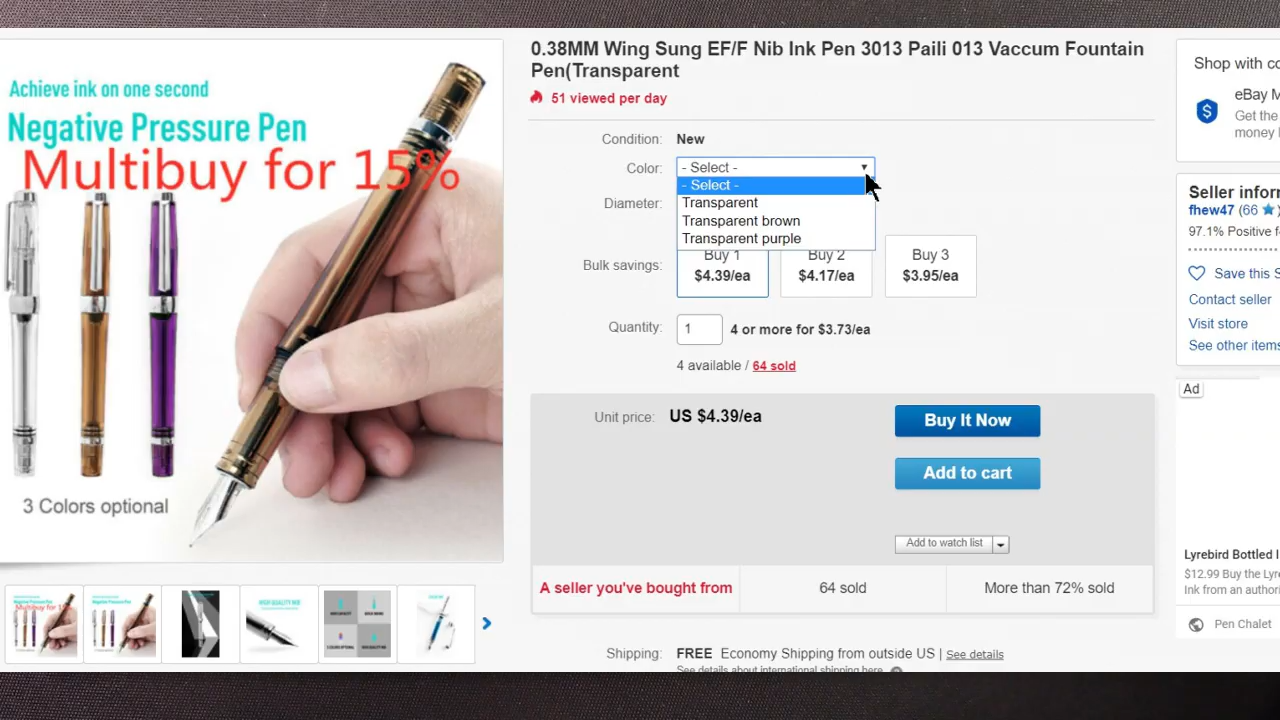 Achieve ink on one second
Negative Pressure Pen
Multibuy for 15%
3 Colors optional
0.38MM Wing Sung EF/F Nib Ink Pen 3013 Paili 013 Vaccum Fountain
Pen(Transparent
51 viewed per day
Condition: New
Color: - Select -
- Select -
Transparent
Transparent brown
Transparent purple
Diameter:
Bulk savings:
Buy 1
$4.39/ea
Buy 2
$4.17/ea
Buy 3
$3.95/ea
Quantity: 1 4 or more for $3.73/ea
4 available / 64 sold
Unit price: US $4.39/ea
Buy It Now
Add to cart
Add to watch list
A seller you've bought from
64 sold
More than 72% sold
Shipping: FREE Economy Shipping from outside US | See details
See details about international shipping here.
Shop with co
eBay M
Get the
money
Seller infor
fhew47 (66
97.1% Positive f
Save this S
Contact seller
Visit store
See other items
Ad
Lyrebird Bottled I
$12.99 Buy the Lyre
Ink from an authori
Pen Chalet